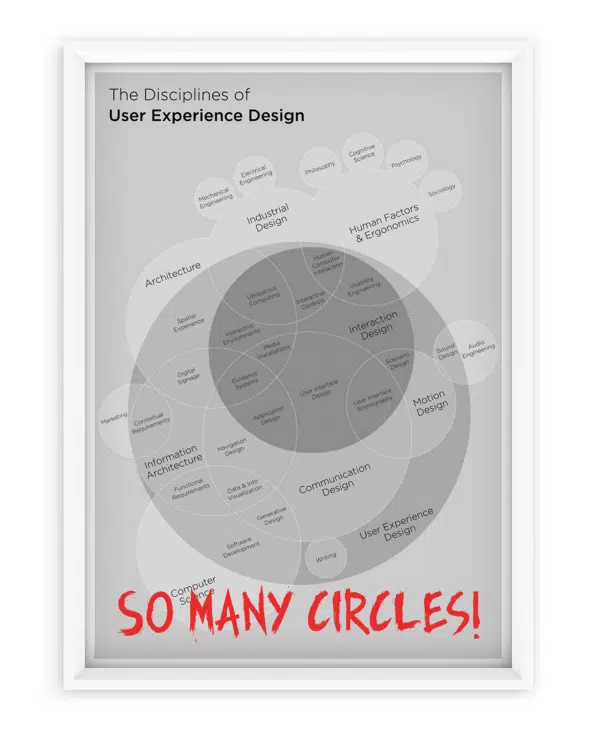 The Disciplines of
User Experience Design
Electrical
Engineering
Mechanical
Engineering
Philosophy
Cognitive
Science
Psychology
Sociology
Industrial
Design
Human Factors
& Ergonomics
Architecture
Human
Computer
Interaction
Ubiquitous
Computing
Interactive
Controls
Usability
Engineering
Spatial
Experience
Interactive
Environments
Media
Installations
Interaction
Design
Sound
Design
Audio
Engineering
Digital
Signage
Guidance
Systems
User Interface
Design
Scenario
Design
User Interface
Scenography
Motion
Design
Marketing
Contextual
Requirements
Application
Design
Navigation
Design
Information
Architecture
Functional
Requirements
Data & Info
Visualization
Communication
Design
Generative
Design
User Experience
Design
Software
Development
Writing
Computer
Science
SO MANY CIRCLES!